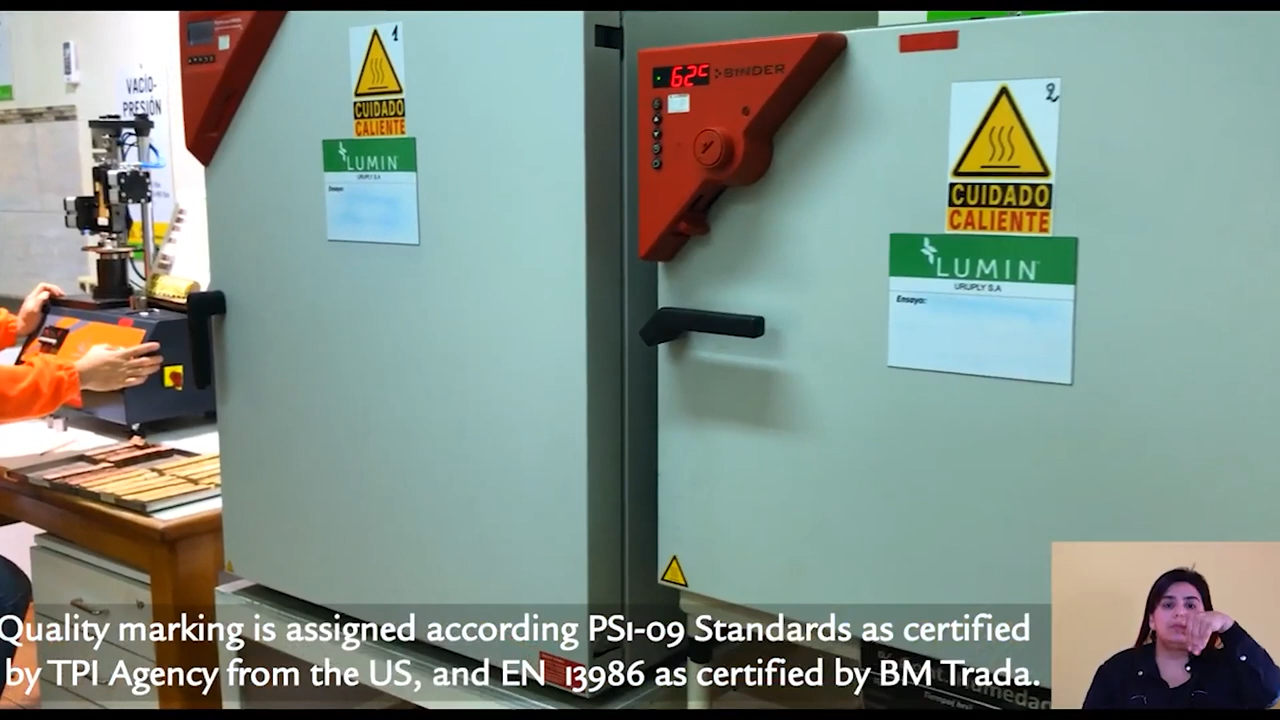 VACÍO-
PRESIÓN
1
CUIDADO
CALIENTE
LUMIN
URUPLY S.A
Ensayo:
62c
BINDER
2
CUIDADO
CALIENTE
LUMIN
URUPLY S.A
Ensayo:
Quality marking is assigned according PS1-09 Standards as certified
by TPI Agency from the US, and EN 13986 as certified by BM Trada.